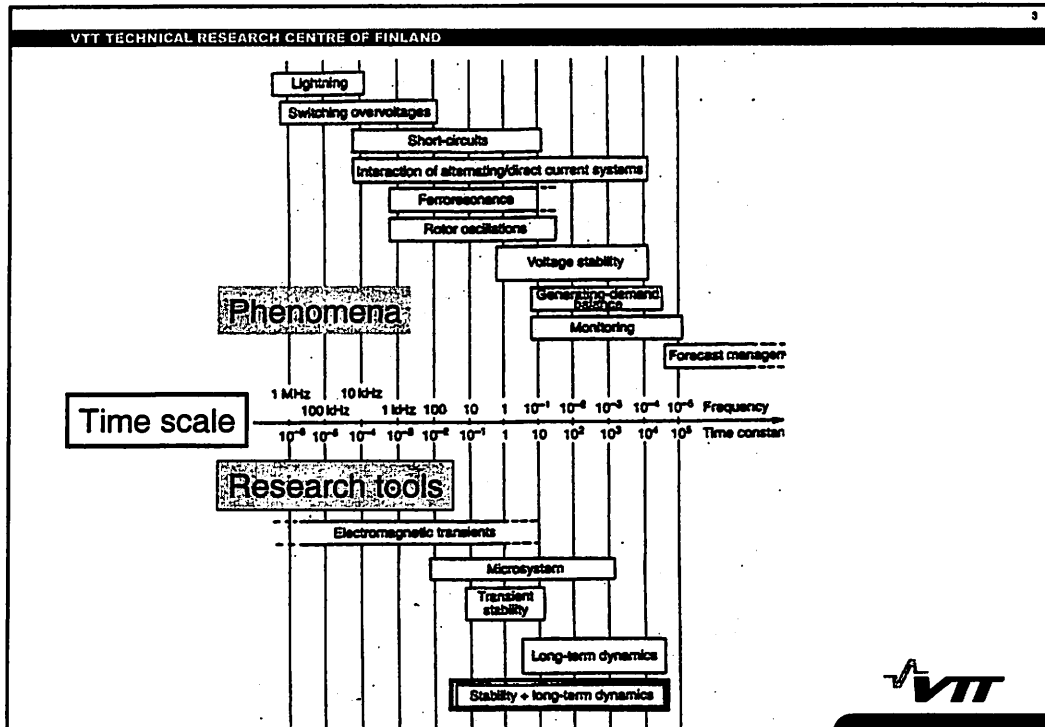 3
VTT TECHNICAL RESEARCH CENTRE OF FINLAND
Lightning
Switching overvoltages
Short-circuits
Interaction of alternating/direct current systems
Ferroresonance
Rotor oscillations
Voltage stability
Generating-demand
balance
Phenomena
Monitoring
Forecast managem
1 MHz 10 kHz
100 kHz 1 kHz 100 10 1 10⁻¹ 10⁻² 10⁻³ 10⁻⁴ 10⁻⁵ Frequency
Time scale
10⁻⁶ 10⁻⁵ 10⁻⁴ 10⁻³ 10⁻² 10⁻¹ 1 10 10² 10³ 10⁴ 10⁵ Time constan
Research tools
Electromagnetic transients
Microsystem
Transient
stability
Long-term dynamics
Stability + long-term dynamics
VTT